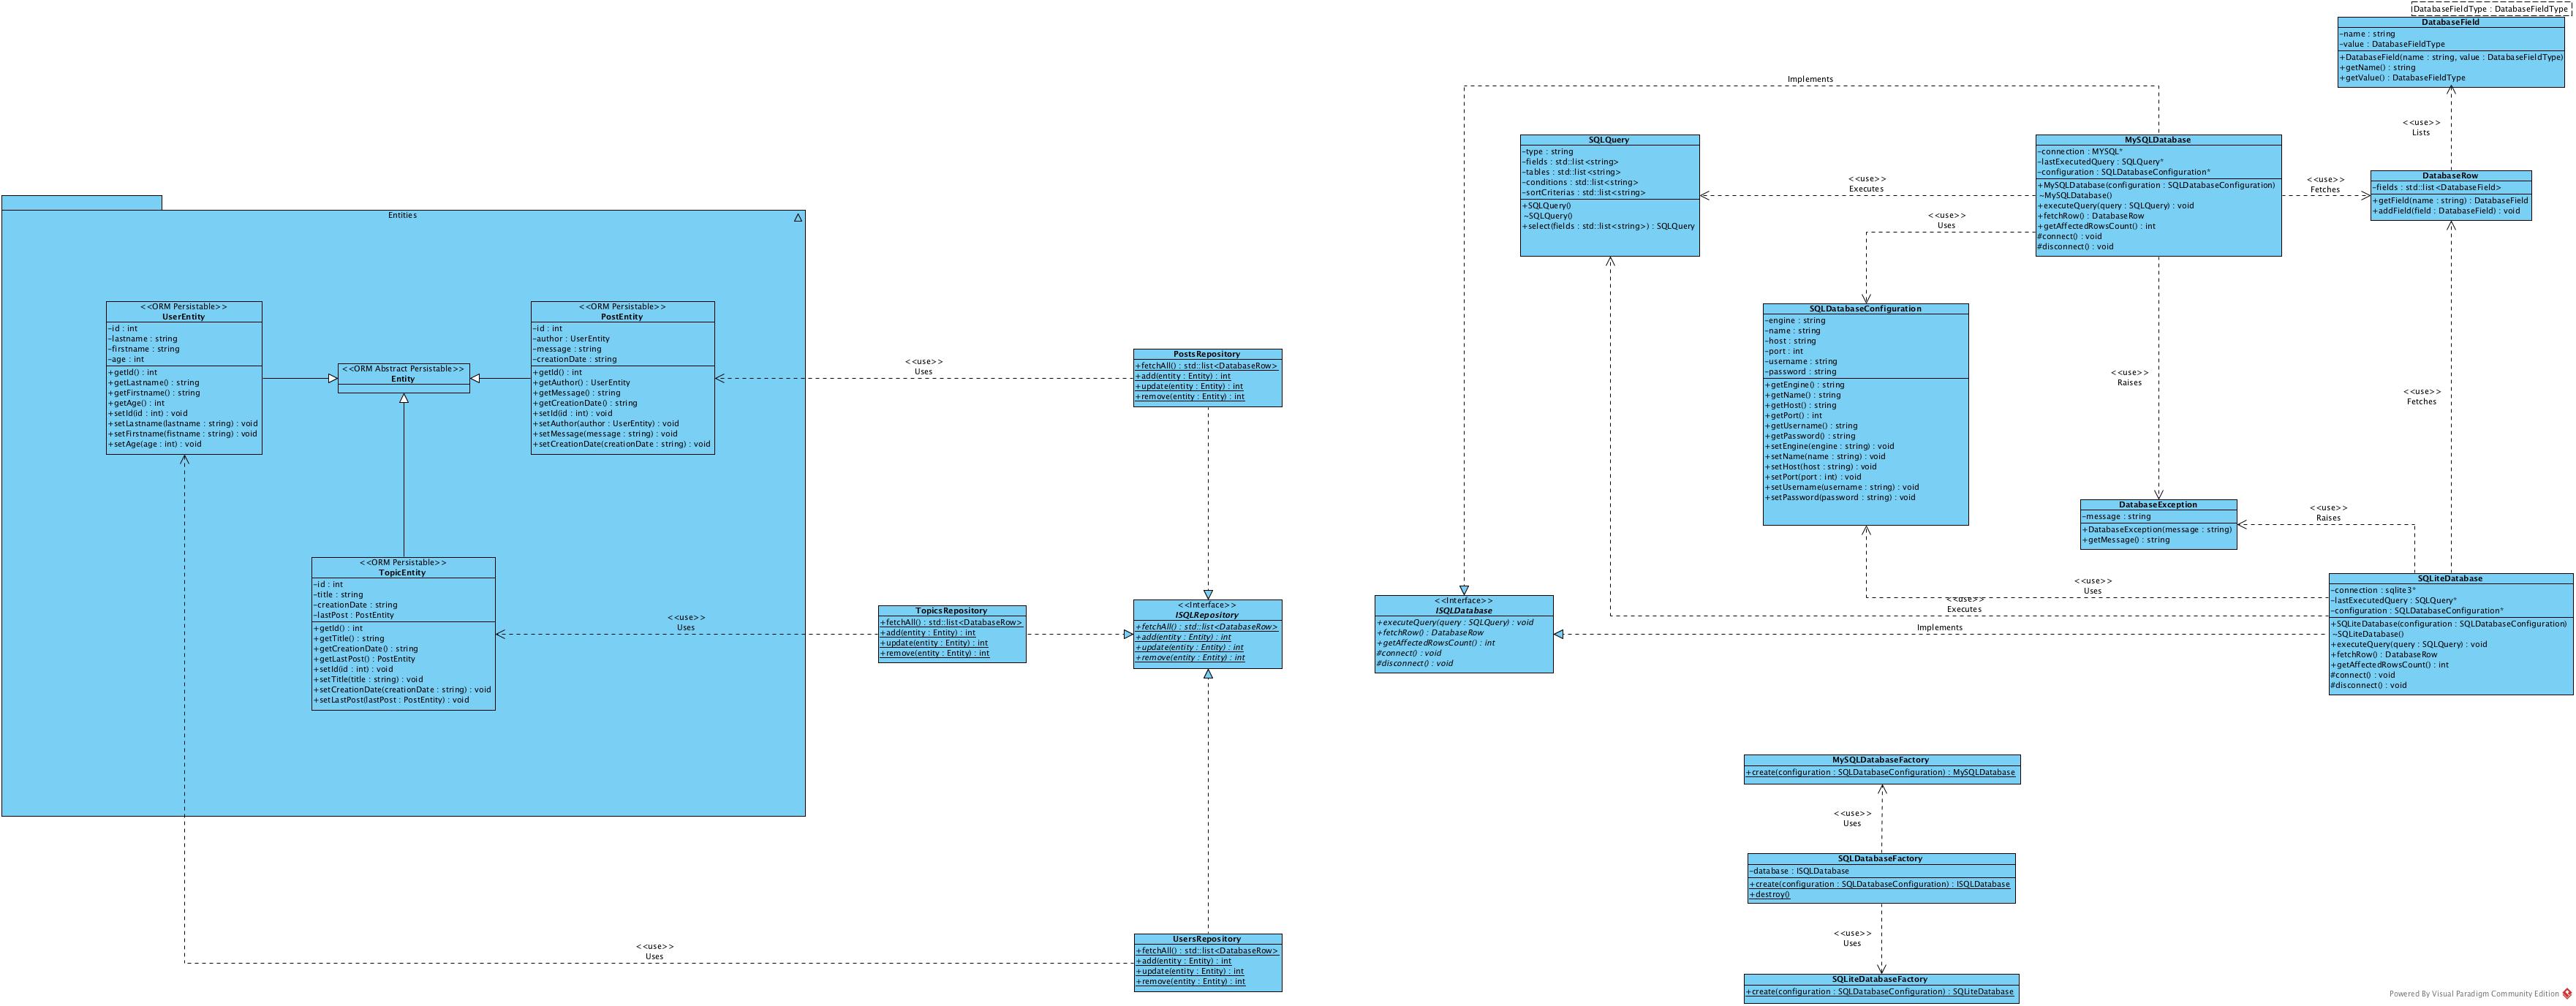 DatabaseFieldType : DatabaseFieldType
DatabaseField
-name : string
-value : DatabaseFieldType
+DatabaseField(name : string, value : DatabaseFieldType)
+getName() : string
+getValue() : DatabaseFieldType
Implements
<<use>>
Lists
SQLQuery
-type : string
-fields : std::list<string>
-tables : std::list<string>
-conditions : std::list<string>
-sortCriterias : std::list<string>
+SQLQuery()
~SQLQuery()
+select(fields : std::list<string>) : SQLQuery
<<use>>
Executes
<<use>>
Uses
MySQLDatabase
-connection : MYSQL*
-lastExecutedQuery : SQLQuery*
-configuration : SQLDatabaseConfiguration*
+MySQLDatabase(configuration : SQLDatabaseConfiguration)
~MySQLDatabase()
+executeQuery(query : SQLQuery) : void
+fetchRow() : DatabaseRow
+getAffectedRowsCount() : int
#connect() : void
#disconnect() : void
<<use>>
Fetches
DatabaseRow
-fields : std::list<DatabaseField>
+getField(name : string) : DatabaseField
+addField(field : DatabaseField) : void
Entities
<<ORM Persistable>>
UserEntity
-id : int
-lastname : string
-firstname : string
-age : int
+getId() : int
+getLastname() : string
+getFirstname() : string
+getAge() : int
+setId(id : int) : void
+setLastname(lastname : string) : void
+setFirstname(fistname : string) : void
+setAge(age : int) : void
<<ORM Abstract Persistable>>
Entity
<<ORM Persistable>>
PostEntity
-id : int
-author : UserEntity
-message : string
-creationDate : string
+getId() : int
+getAuthor() : UserEntity
+getMessage() : string
+getCreationDate() : string
+setId(id : int) : void
+setAuthor(author : UserEntity) : void
+setMessage(message : string) : void
+setCreationDate(creationDate : string) : void
<<use>>
Uses
PostsRepository
+fetchAll() : std::list<DatabaseRow>
+add(entity : Entity) : int
+update(entity : Entity) : int
+remove(entity : Entity) : int
SQLDatabaseConfiguration
-engine : string
-name : string
-host : string
-port : int
-username : string
-password : string
+getEngine() : string
+getName() : string
+getHost() : string
+getPort() : int
+getUsername() : string
+getPassword() : string
+setEngine(engine : string) : void
+setName(name : string) : void
+setHost(host : string) : void
+setPort(port : int) : void
+setUsername(username : string) : void
+setPassword(password : string) : void
<<use>>
Raises
<<use>>
Fetches
DatabaseException
-message : string
+DatabaseException(message : string)
+getMessage() : string
<<use>>
Raises
<<ORM Persistable>>
TopicEntity
-id : int
-title : string
-creationDate : string
-lastPost : PostEntity
+getId() : int
+getTitle() : string
+getCreationDate() : string
+getLastPost() : PostEntity
+setId(id : int) : void
+setTitle(title : string) : void
+setCreationDate(creationDate : string) : void
+setLastPost(lastPost : PostEntity) : void
<<use>>
Uses
TopicsRepository
+fetchAll() : std::list<DatabaseRow>
+add(entity : Entity) : int
+update(entity : Entity) : int
+remove(entity : Entity) : int
<<Interface>>
ISQLRepository
+fetchAll() : std::list<DatabaseRow>
+add(entity : Entity) : int
+update(entity : Entity) : int
+remove(entity : Entity) : int
<<Interface>>
ISQLDatabase
+executeQuery(query : SQLQuery) : void
+fetchRow() : DatabaseRow
+getAffectedRowsCount() : int
#connect() : void
#disconnect() : void
<<use>>
Uses
<<use>>
Executes
Implements
SQLiteDatabase
-connection : sqlite3*
-lastExecutedQuery : SQLQuery*
-configuration : SQLDatabaseConfiguration*
+SQLiteDatabase(configuration : SQLDatabaseConfiguration)
~SQLiteDatabase()
+executeQuery(query : SQLQuery) : void
+fetchRow() : DatabaseRow
+getAffectedRowsCount() : int
#connect() : void
#disconnect() : void
MySQLDatabaseFactory
+create(configuration : SQLDatabaseConfiguration) : MySQLDatabase
<<use>>
Uses
SQLDatabaseFactory
-database : ISQLDatabase
+create(configuration : SQLDatabaseConfiguration) : ISQLDatabase
+destroy()
<<use>>
Uses
SQLiteDatabaseFactory
+create(configuration : SQLDatabaseConfiguration) : SQLiteDatabase
<<use>>
Uses
UsersRepository
+fetchAll() : std::list<DatabaseRow>
+add(entity : Entity) : int
+update(entity : Entity) : int
+remove(entity : Entity) : int
Powered By Visual Paradigm Community Edition